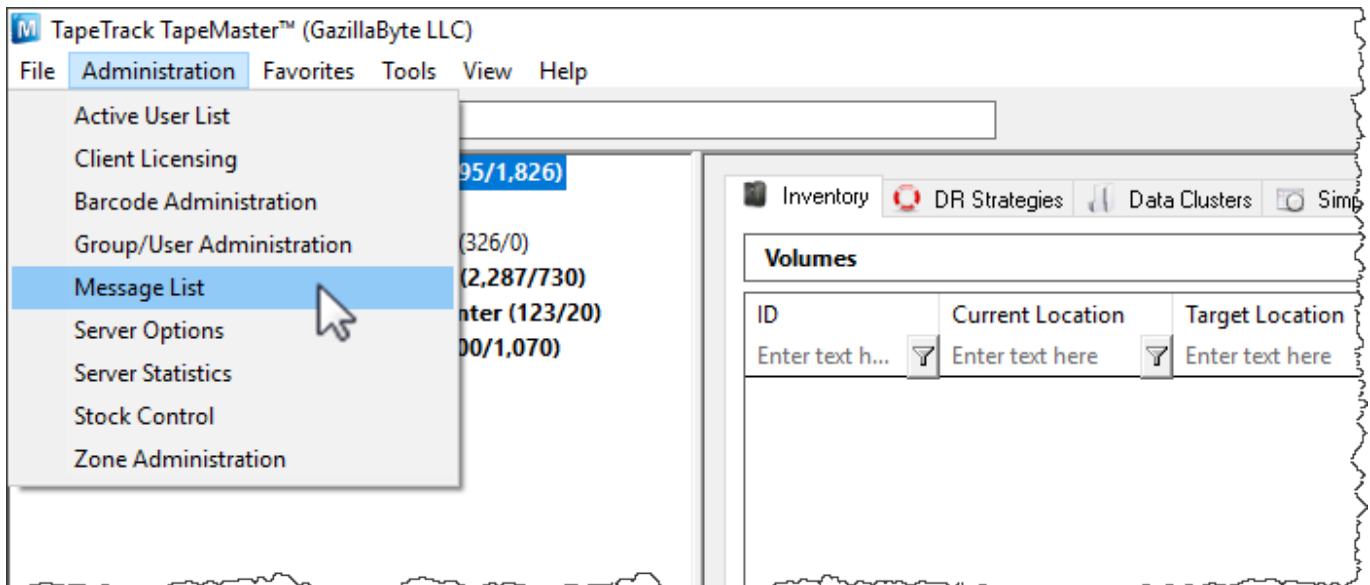 TapeTrack TapeMaster™ (GazillaByte LLC)
File Administration Favorites Tools View Help
Active User List
Client Licensing
Barcode Administration
Group/User Administration
Message List
Server Options
Server Statistics
Stock Control
Zone Administration
95/1,826)
(326/0)
(2,287/730)
nter (123/20)
00/1,070)
Inventory DR Strategies Data Clusters
Volumes
ID Current Location Target Location
Enter text h... Enter text here Enter text here